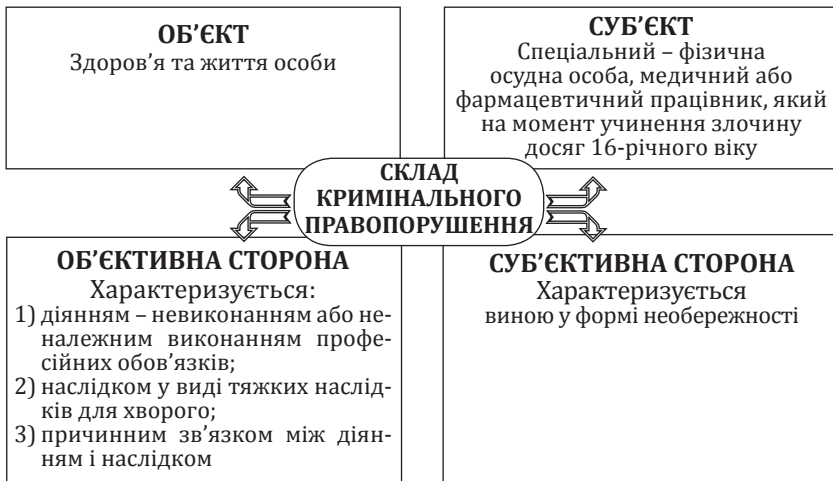 ОБ’ЄКТ
Здоров’я та життя особи
СУБ’ЄКТ
Спеціальний – фізична
осудна особа, медичний або
фармацевтичний працівник, який
на момент учинення злочину
досяг 16-річного віку
СКЛАД
КРИМІНАЛЬНОГО
ПРАВОПОРУШЕННЯ
ОБ’ЄКТИВНА СТОРОНА
Характеризується:
1) діянням – невиконанням або не-
неналежним виконанням профе-
сійних обов’язків;
2) наслідком у виді тяжких наслід-
ків для хворого;
3) причинним зв’язком між діян-
ням і наслідком
СУБ’ЄКТИВНА СТОРОНА
Характеризується
виною у формі необережності